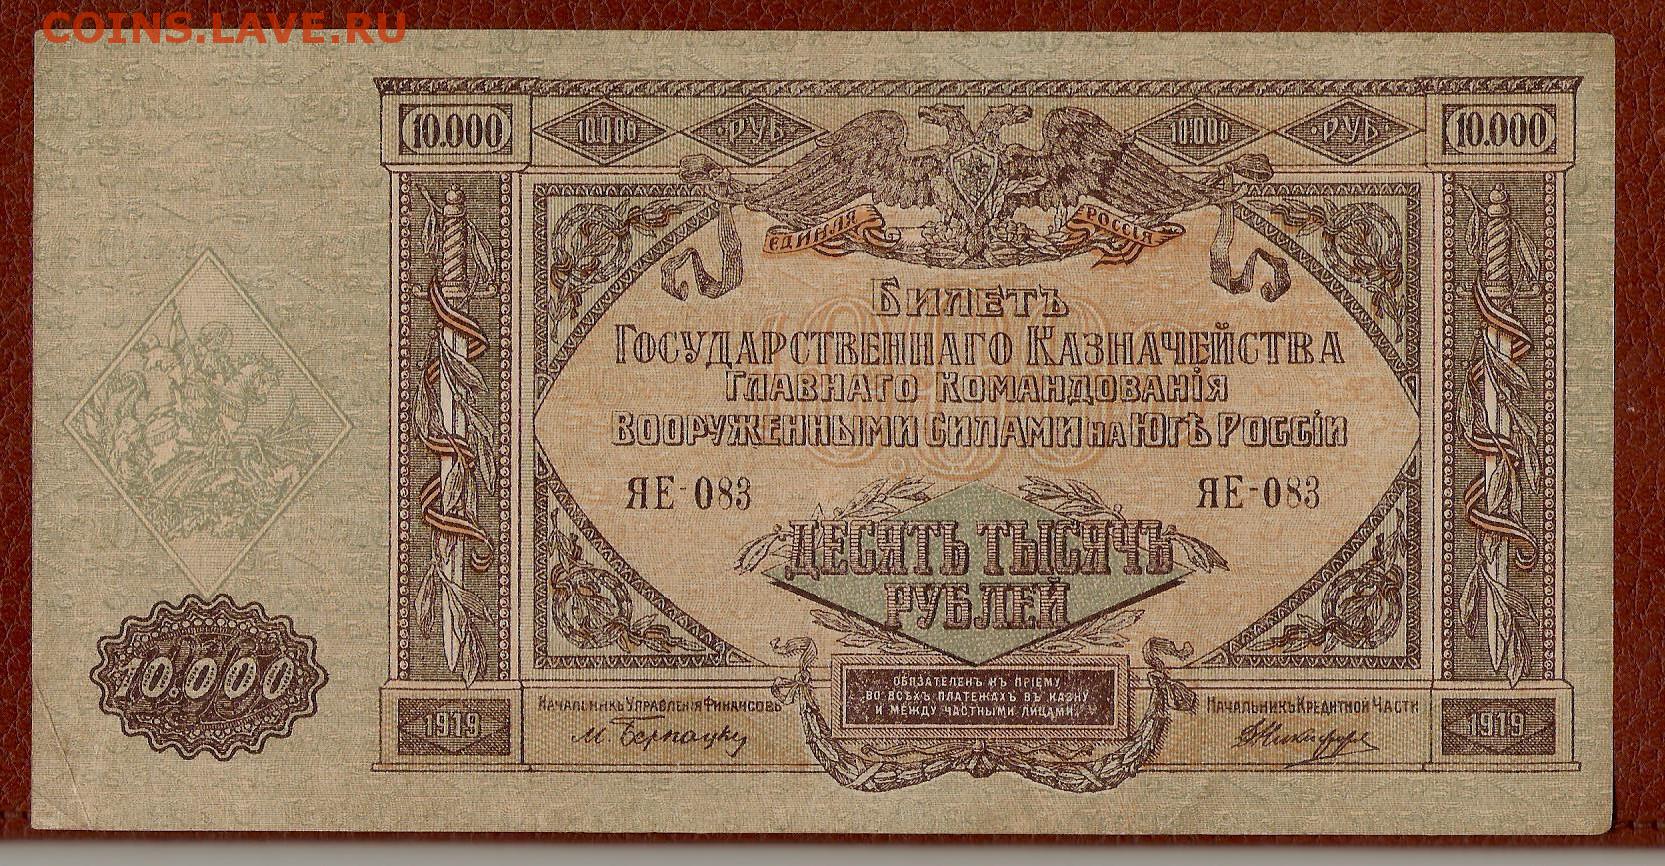 COINS.LAVE.RU
10.000 10.000 ·РУБ· 10.000 ·РУБ· 10.000
ЕДИНАЯ РОССІЯ
БИЛЕТЪ
ГОСУДАРСТВЕННАГО КАЗНАЧЕЙСТВА
ГЛАВНАГО КОМАНДОВАНІЯ
ВООРУЖЕННЫМИ СИЛАМИ НА ЮГѢ РОССІИ
ЯЕ-083 ЯЕ-083
ДЕСЯТЬ ТЫСЯЧЪ
РУБЛЕЙ
10.000
ОБЯЗАТЕЛЕНЪ КЪ ПРІЕМУ
ВО ВСѢХЪ ПЛАТЕЖАХЪ ВЪ КАЗНУ
И МЕЖДУ ЧАСТНЫМИ ЛИЦАМИ.
НАЧАЛЬНИКЪ УПРАВЛЕНІЯ ФИНАНСОВЪ
М. Бернацкій
НАЧАЛЬНИКЪ КРЕДИТНОЙ ЧАСТИ
1919 1919